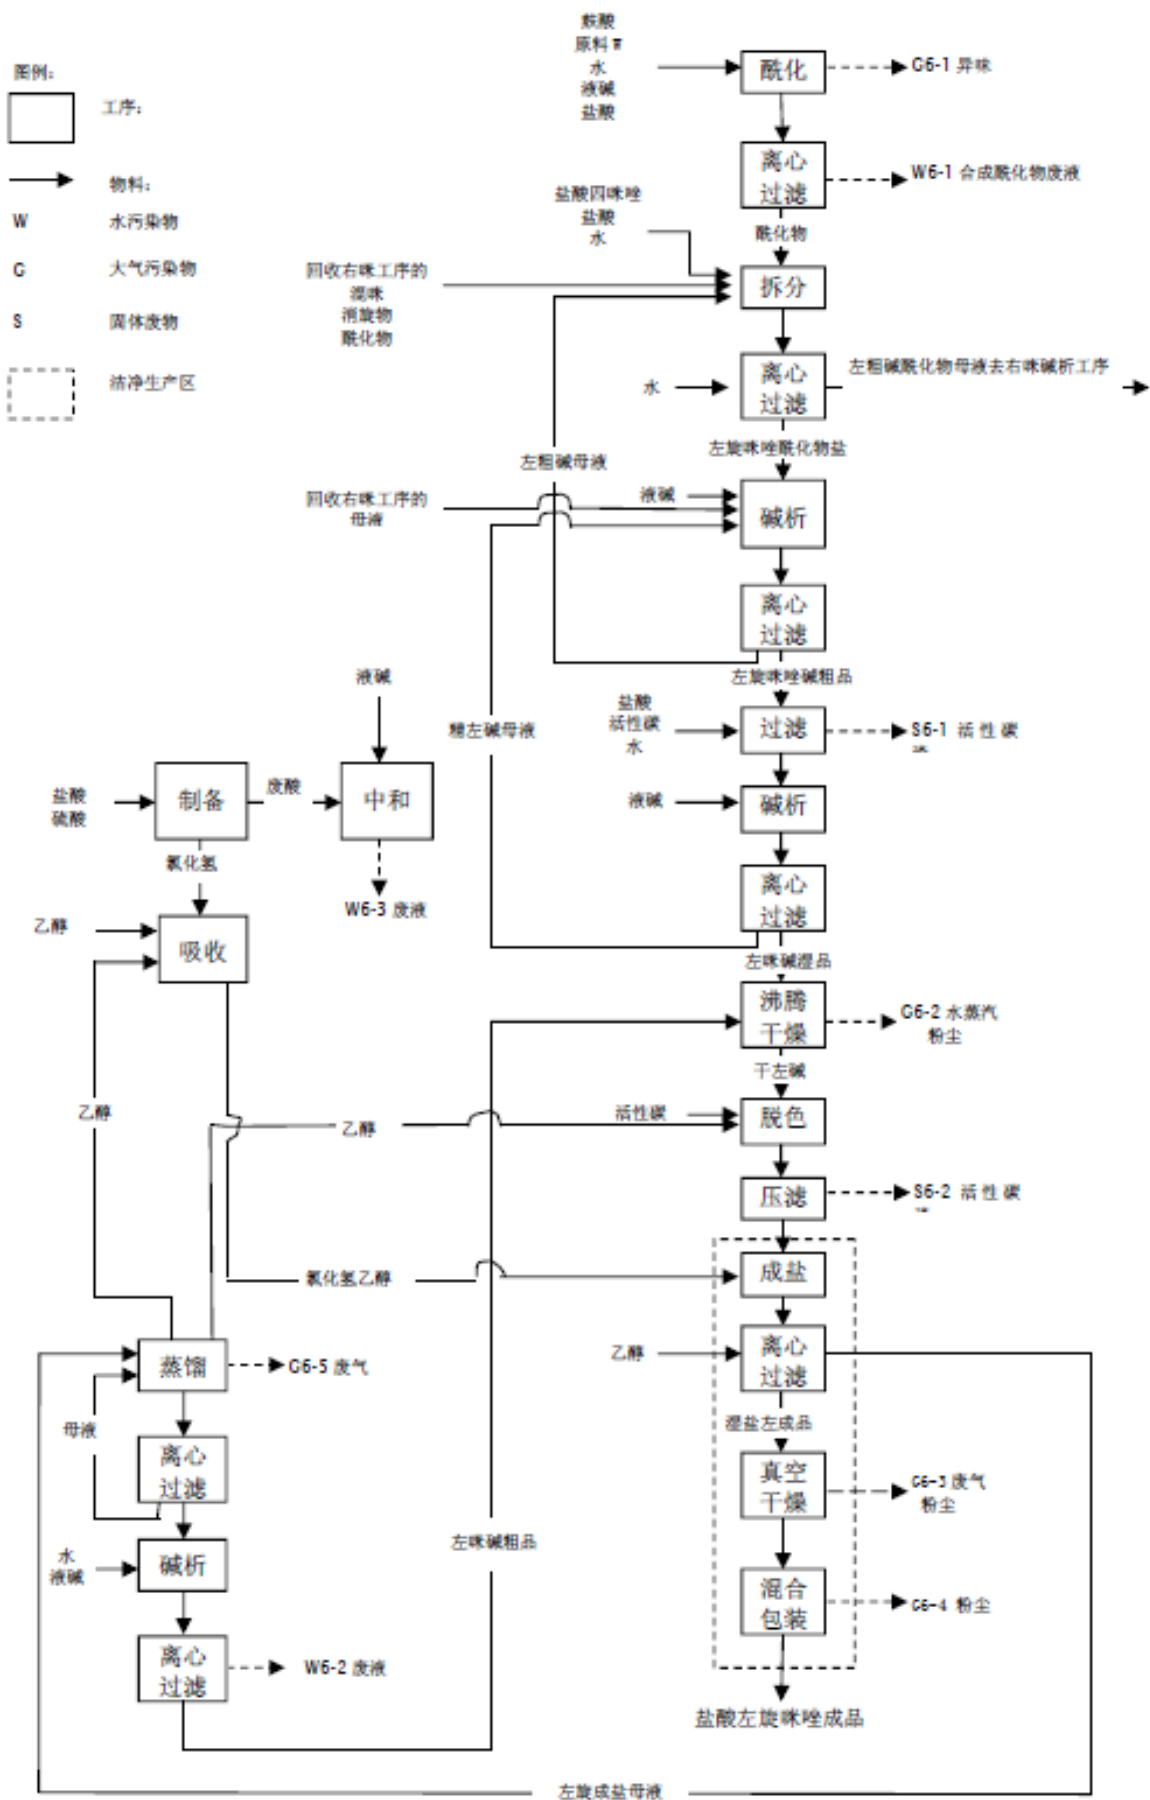 图例：
工序：
物料：
W
水污染物
G
大气污染物
S
固体废物
洁净生产区
原料 W
水
液碱
盐酸
酰化
G6-1 异味
离心
过滤
W6-1 合成酰化物废液
酰化物
盐酸四咪唑
盐酸
水
回收右咪工序的
混咪
消旋物
酰化物
拆分
水
离心
过滤
左粗碱酰化物母液去右咪碱析工序
左旋咪唑酰化物盐
左粗碱母液
回收右咪工序的
母液
液碱
碱析
离心
过滤
左旋咪唑碱粗品
盐酸
活性碳
水
过滤
S6-1 活性碳
精左碱母液
液碱
碱析
离心
过滤
左咪碱湿品
液碱
盐酸
硫酸
制备
废酸
中和
氯化氢
W6-3 废液
乙醇
吸收
沸腾
干燥
G6-2 水蒸汽
粉尘
干左碱
乙醇
乙醇
活性碳
脱色
压滤
S6-2 活性碳
氯化氢乙醇
成盐
乙醇
离心
过滤
湿盐左成品
蒸馏
G6-5 废气
母液
离心
过滤
真空
干燥
G6-3 废气
粉尘
水
液碱
碱析
左咪碱粗品
混合
包装
G6-4 粉尘
离心
过滤
W6-2 废液
盐酸左旋咪唑成品
左旋成盐母液